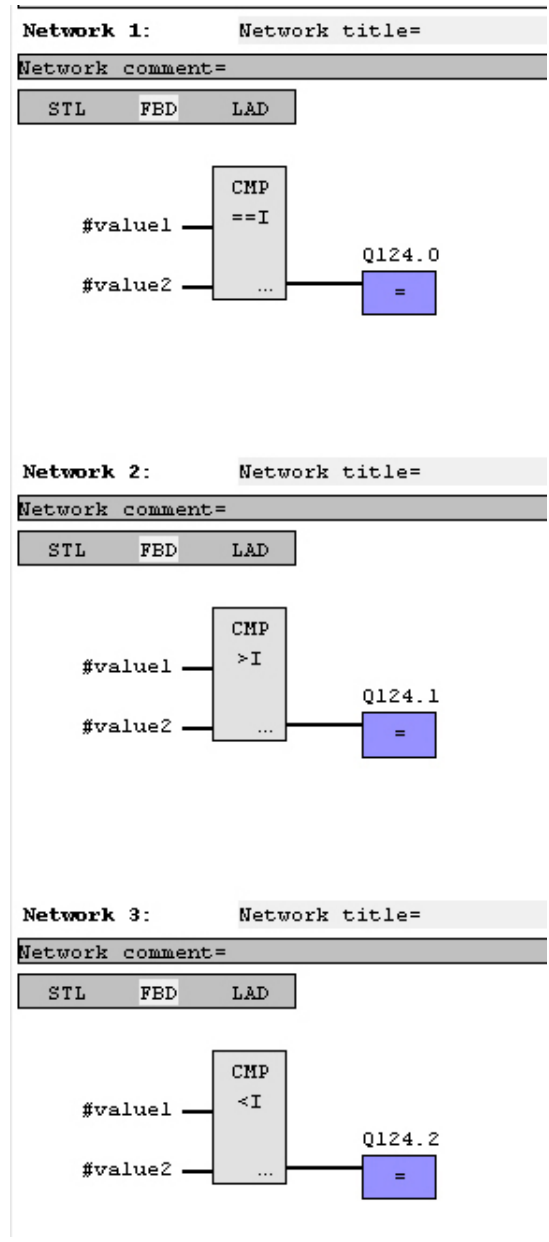 Network 1: Network title=
Network comment=
STL FBD LAD
CMP
==I
#value1
Q124.0
#value2 ... =
Network 2: Network title=
Network comment=
STL FBD LAD
CMP
>I
#value1
Q124.1
#value2 ... =
Network 3: Network title=
Network comment=
STL FBD LAD
CMP
<I
#value1
Q124.2
#value2 ... =